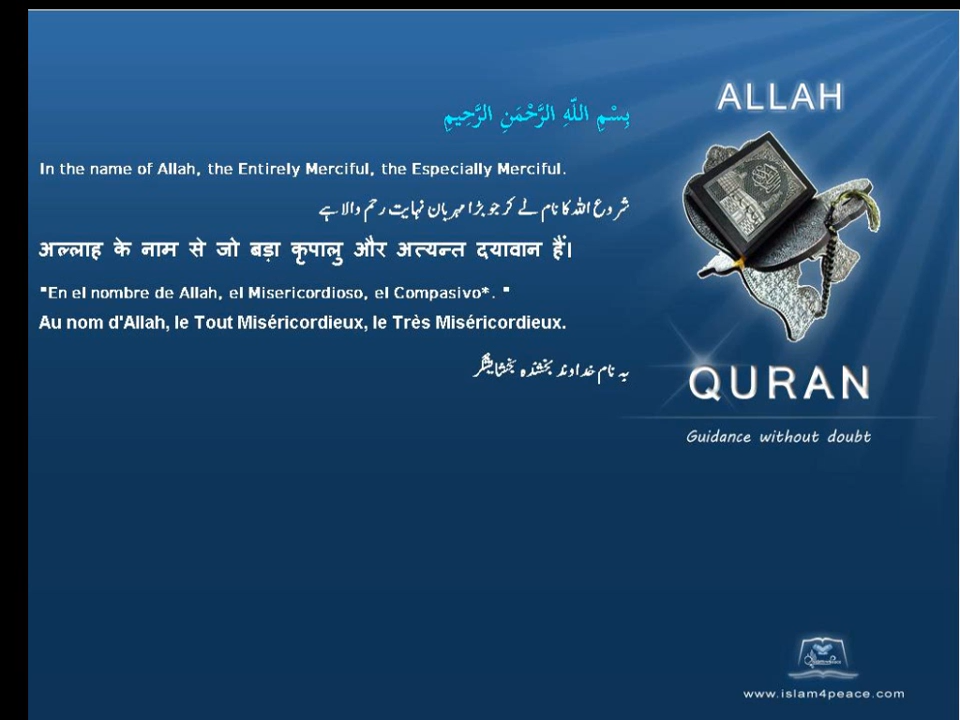 بِسْمِ اللَّهِ الرَّحْمَنِ الرَّحِيمِ
In the name of Allah, the Entirely Merciful, the Especially Merciful.
شروع الله کا نام لے کر جو بڑا مہربان نہایت رحم والا ہے
अल्लाह के नाम से जो बड़ा कृपालु और अत्यन्त दयावान हैं।
"En el nombre de Allah, el Misericordioso, el Compasivo*. "
Au nom d'Allah, le Tout Miséricordieux, le Très Miséricordieux.
به نام خداوند بخشنده بخشایشگر
ALLAH
QURAN
Guidance without doubt
www.islam4peace.com